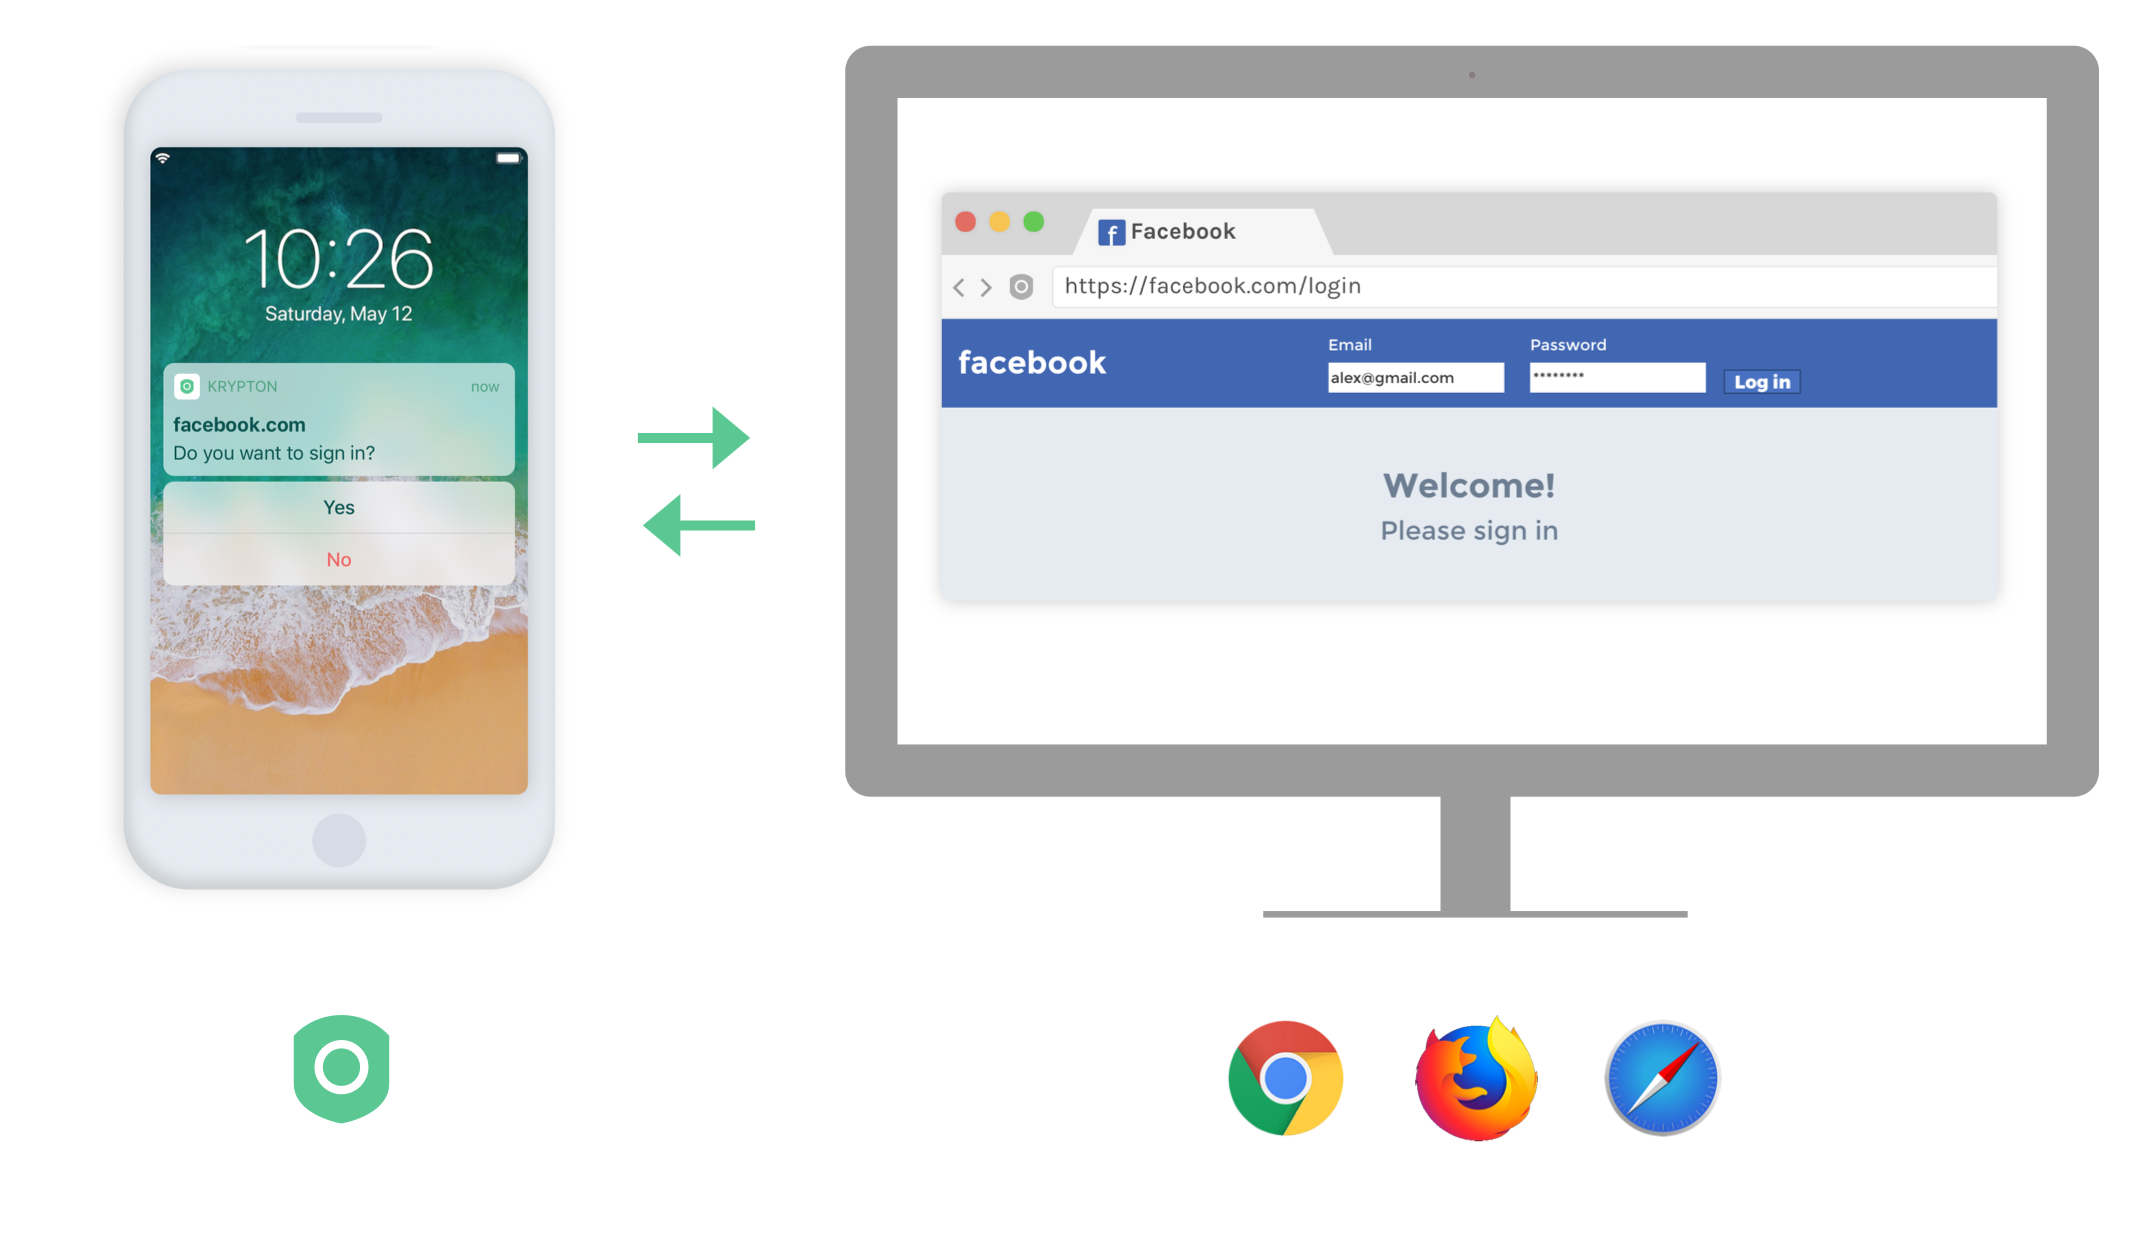 10:26
Saturday, May 12
KRYPTON now
facebook.com
Do you want to sign in?
Yes
No
f Facebook
https://facebook.com/login
facebook
Email
alex@gmail.com
Password
********
Log in
Welcome!
Please sign in